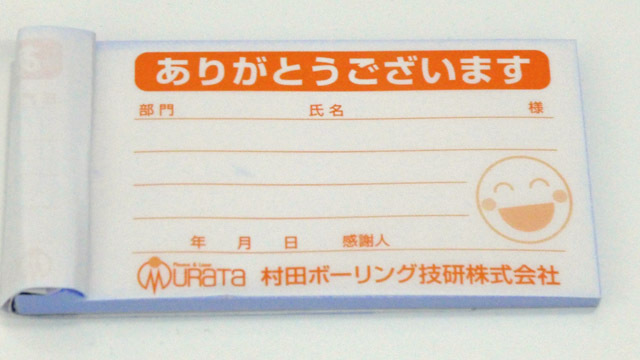 ありがとうございます
部門 氏名 様
年 月 日 感謝人
MURATA 村田ボーリング技研株式会社